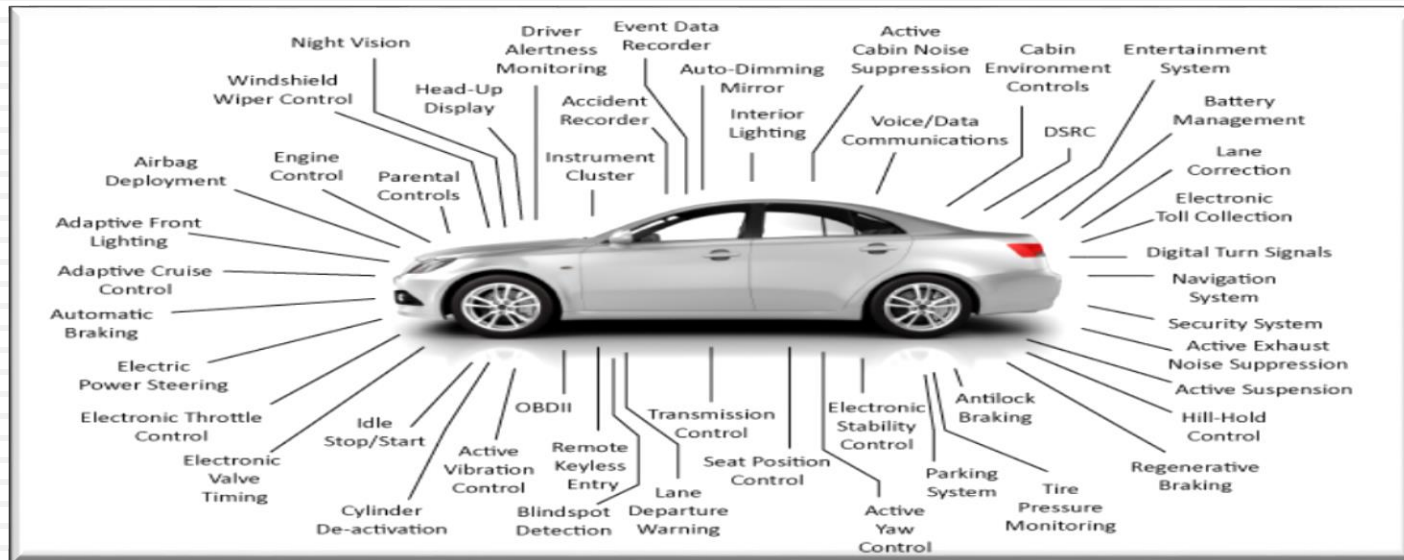 Night Vision
Driver
Alertness
Monitoring
Event Data
Recorder
Active
Cabin Noise
Suppression
Cabin
Environment
Controls
Entertainment
System
Windshield
Wiper Control
Head-Up
Display
Accident
Recorder
Auto-Dimming
Mirror
Interior
Lighting
Voice/Data
Communications
DSRC
Battery
Management
Airbag
Deployment
Engine
Control
Parental
Controls
Instrument
Cluster
Lane
Correction
Electronic
Toll Collection
Adaptive Front
Lighting
Digital Turn Signals
Adaptive Cruise
Control
Navigation
System
Automatic
Braking
Security System
Electric
Power Steering
Active Exhaust
Noise Suppression
Active Suspension
Electronic Throttle
Control
Idle
Stop/Start
OBDII
Transmission
Control
Electronic
Stability
Control
Antilock
Braking
Hill-Hold
Control
Electronic
Valve
Timing
Active
Vibration
Control
Remote
Keyless
Entry
Seat Position
Control
Parking
System
Regenerative
Braking
Cylinder
De-activation
Blindspot
Detection
Lane
Departure
Warning
Active
Yaw
Control
Tire
Pressure
Monitoring